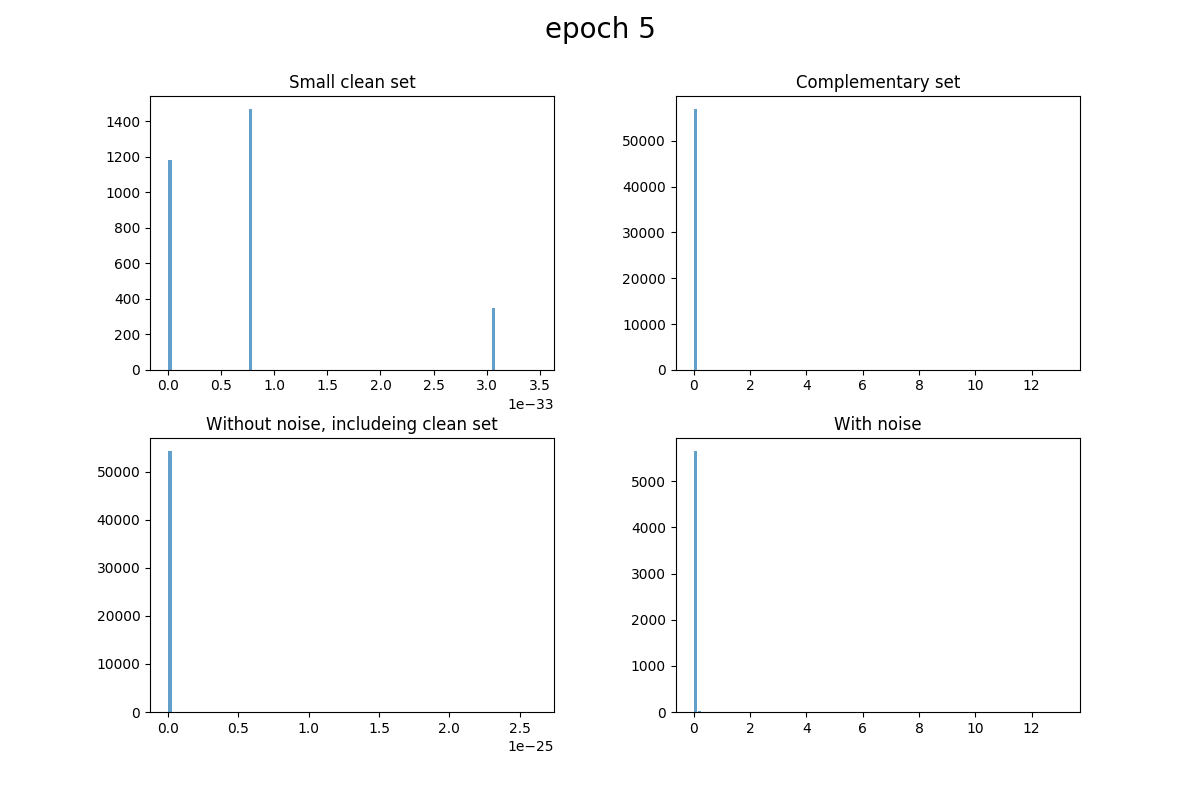 epoch 5
Small clean set
1400
1200
1000
800
600
400
200
0
0.0 0.5 1.0 1.5 2.0 2.5 3.0 3.5
1e−33
Complementary set
50000
40000
30000
20000
10000
0
0 2 4 6 8 10 12
Without noise, includeing clean set
50000
40000
30000
20000
10000
0
0.0 0.5 1.0 1.5 2.0 2.5
1e−25
With noise
5000
4000
3000
2000
1000
0
0 2 4 6 8 10 12